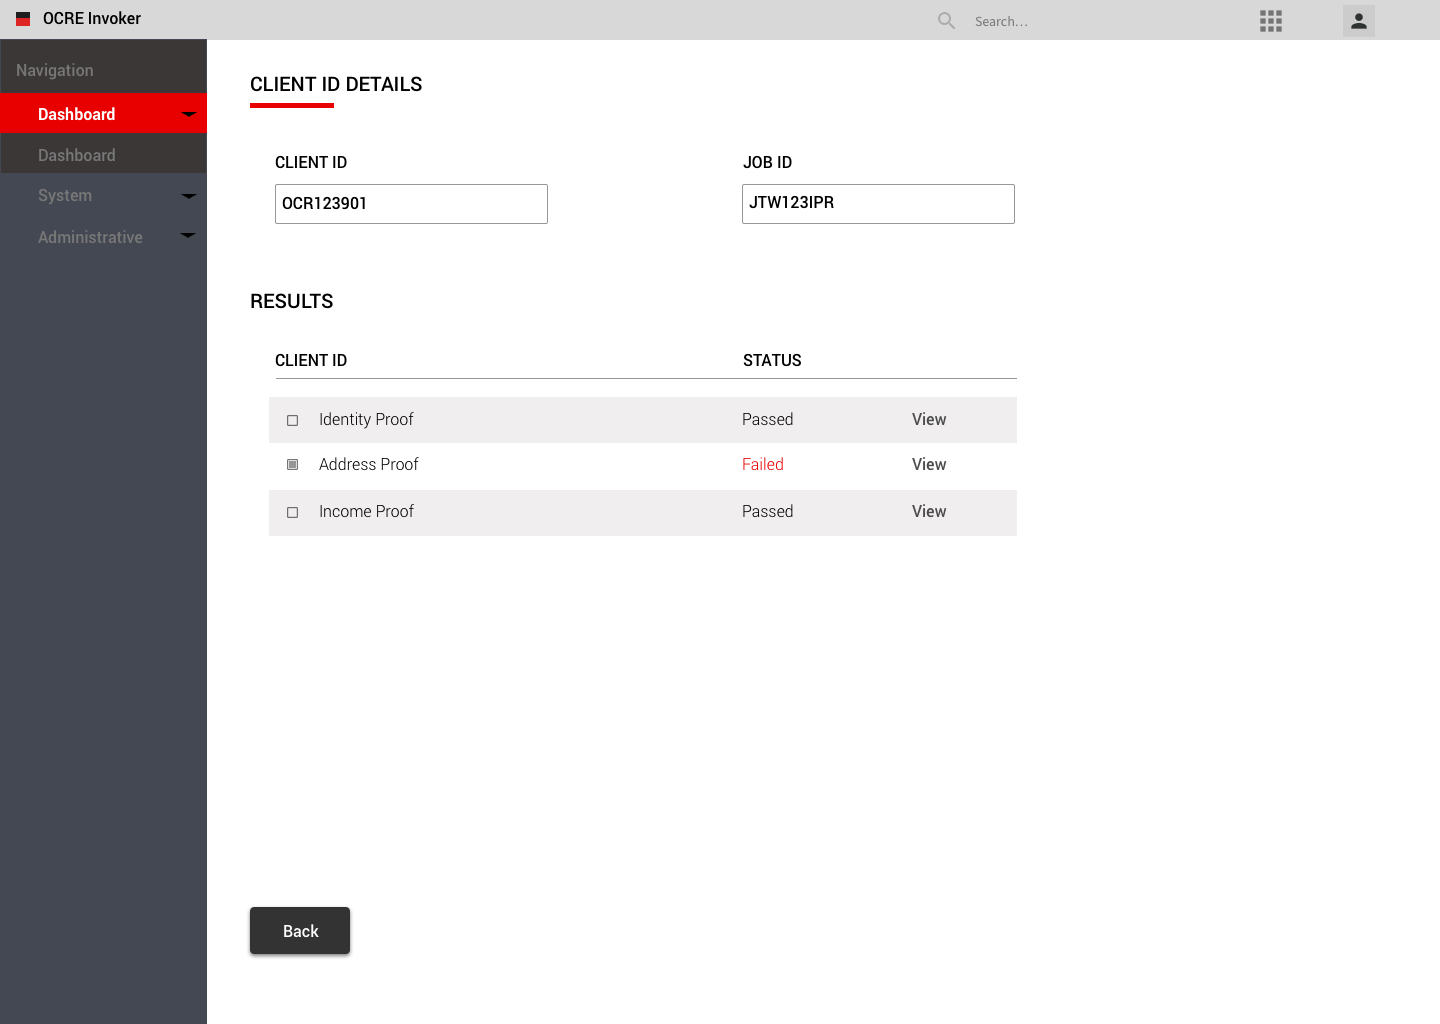 OCRE Invoker
Search...
Navigation
Dashboard
Dashboard
System
Administrative
CLIENT ID DETAILS
CLIENT ID
JOB ID
OCR123901
JTW123IPR
RESULTS
CLIENT ID STATUS
Identity Proof Passed View
Address Proof Failed View
Income Proof Passed View
Back